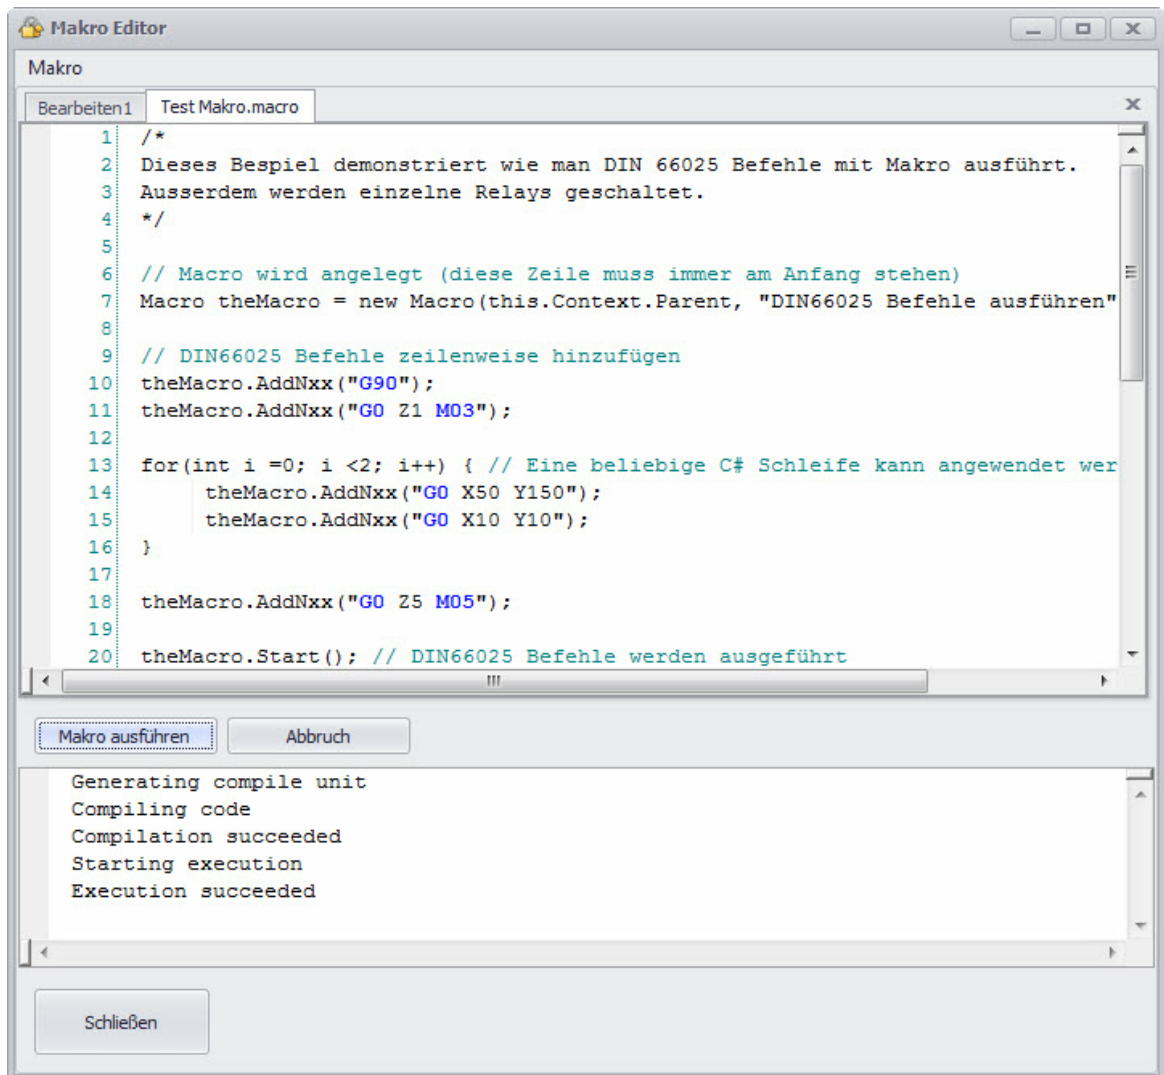 Makro Editor
Makro
Bearbeiten1 Test Makro.macro
1 /*
2 Dieses Bespiel demonstriert wie man DIN 66025 Befehle mit Makro ausführt.
3 Ausserdem werden einzelne Relays geschaltet.
4 */
5
6 // Macro wird angelegt (diese Zeile muss immer am Anfang stehen)
7 Macro theMacro = new Macro(this.Context.Parent, "DIN66025 Befehle ausführen"
8
9 // DIN66025 Befehle zeilenweise hinzufügen
10 theMacro.AddNxx("G90");
11 theMacro.AddNxx("G0 Z1 M03");
12
13 for(int i =0; i <2; i++) { // Eine beliebige C# Schleife kann angewendet wer
14 theMacro.AddNxx("G0 X50 Y150");
15 theMacro.AddNxx("G0 X10 Y10");
16 }
17
18 theMacro.AddNxx("G0 Z5 M05");
19
20 theMacro.Start(); // DIN66025 Befehle werden ausgeführt
Makro ausführen Abbruch
Generating compile unit
Compiling code
Compilation succeeded
Starting execution
Execution succeeded
Schließen